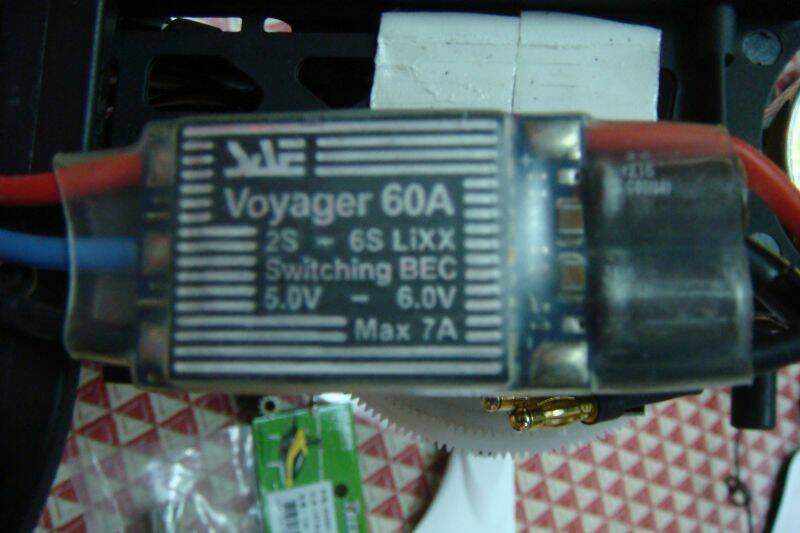 Voyager 60A
2S - 6S LiXX
Switching BEC
5.0V - 6.0V
Max 7A